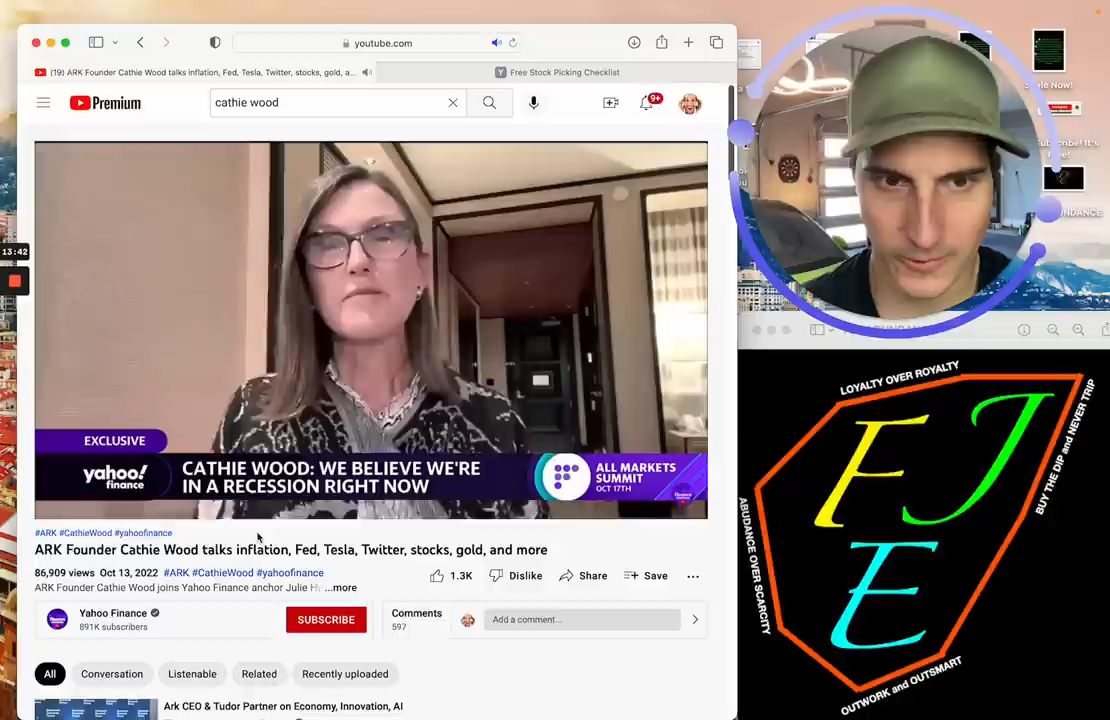 youtube.com
(19) ARK Founder Cathie Wood talks inflation, Fed, Tesla, Twitter, stocks, gold, a...
Free Stock Picking Checklist
Premium
cathie wood
9+
13:42
EXCLUSIVE
yahoo!
finance
CATHIE WOOD: WE BELIEVE WE'RE
IN A RECESSION RIGHT NOW
ALL MARKETS
SUMMIT
OCT 17TH
#ARK #CathieWood #yahoofinance
ARK Founder Cathie Wood talks inflation, Fed, Tesla, Twitter, stocks, gold, and more
86,909 views Oct 13, 2022 #ARK #CathieWood #yahoofinance
1.3K
Dislike
Share
Save
ARK Founder Cathie Wood joins Yahoo Finance anchor Julie
...more
Yahoo Finance
891K subscribers
SUBSCRIBE
Comments
597
Add a comment...
All
Conversation
Listenable
Related
Recently uploaded
Ark CEO & Tudor Partner on Economy, Innovation, AI
Now!
It's
LOYALTY OVER ROYALTY
BUY THE DIP and NEVER TRIP
F J
E
ABUDANCE OVER SCARCITY
OUTWORK and OUTSMART